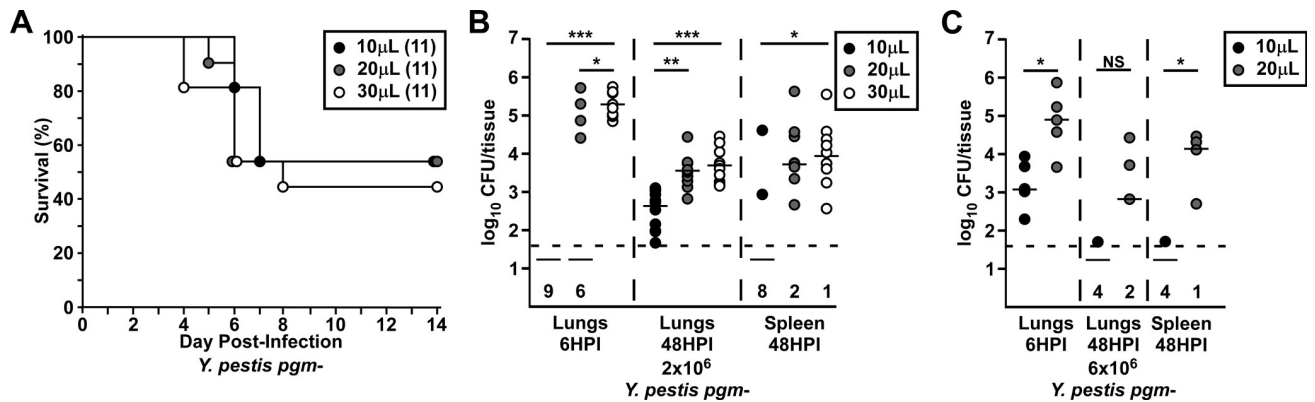 A
Survival (%)
100
80
60
40
20
0
10µL (11)
20µL (11)
30µL (11)
0 2 4 6 8 10 12 14
Day Post-Infection
Y. pestis pgm-
B
log10 CFU/tissue
7
6
5
4
3
2
1
*** *** *
* **
10µL
20µL
30µL
9 6 8 2 1
Lungs Lungs Spleen
6HPI 48HPI 48HPI
2x10⁶
Y. pestis pgm-
C
log10 CFU/tissue
7
6
5
4
3
2
1
* NS *
10µL
20µL
4 2 4 1
Lungs Lungs Spleen
6HPI 48HPI 48HPI
6x10⁶
Y. pestis pgm-